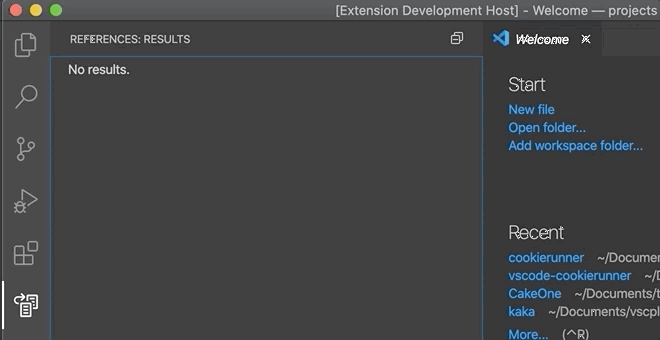 [Extension Development Host] - Welcome — projects
REFERENCES: RESULTS
Welcome
No results.
Start
New file
Open folder...
Add workspace folder...
Recent
cookierunner ~/Documen
vscode-cookierunner ~/D
CakeOne ~/Documents/t
kaka ~/Documents/vscpl
More... (^R)